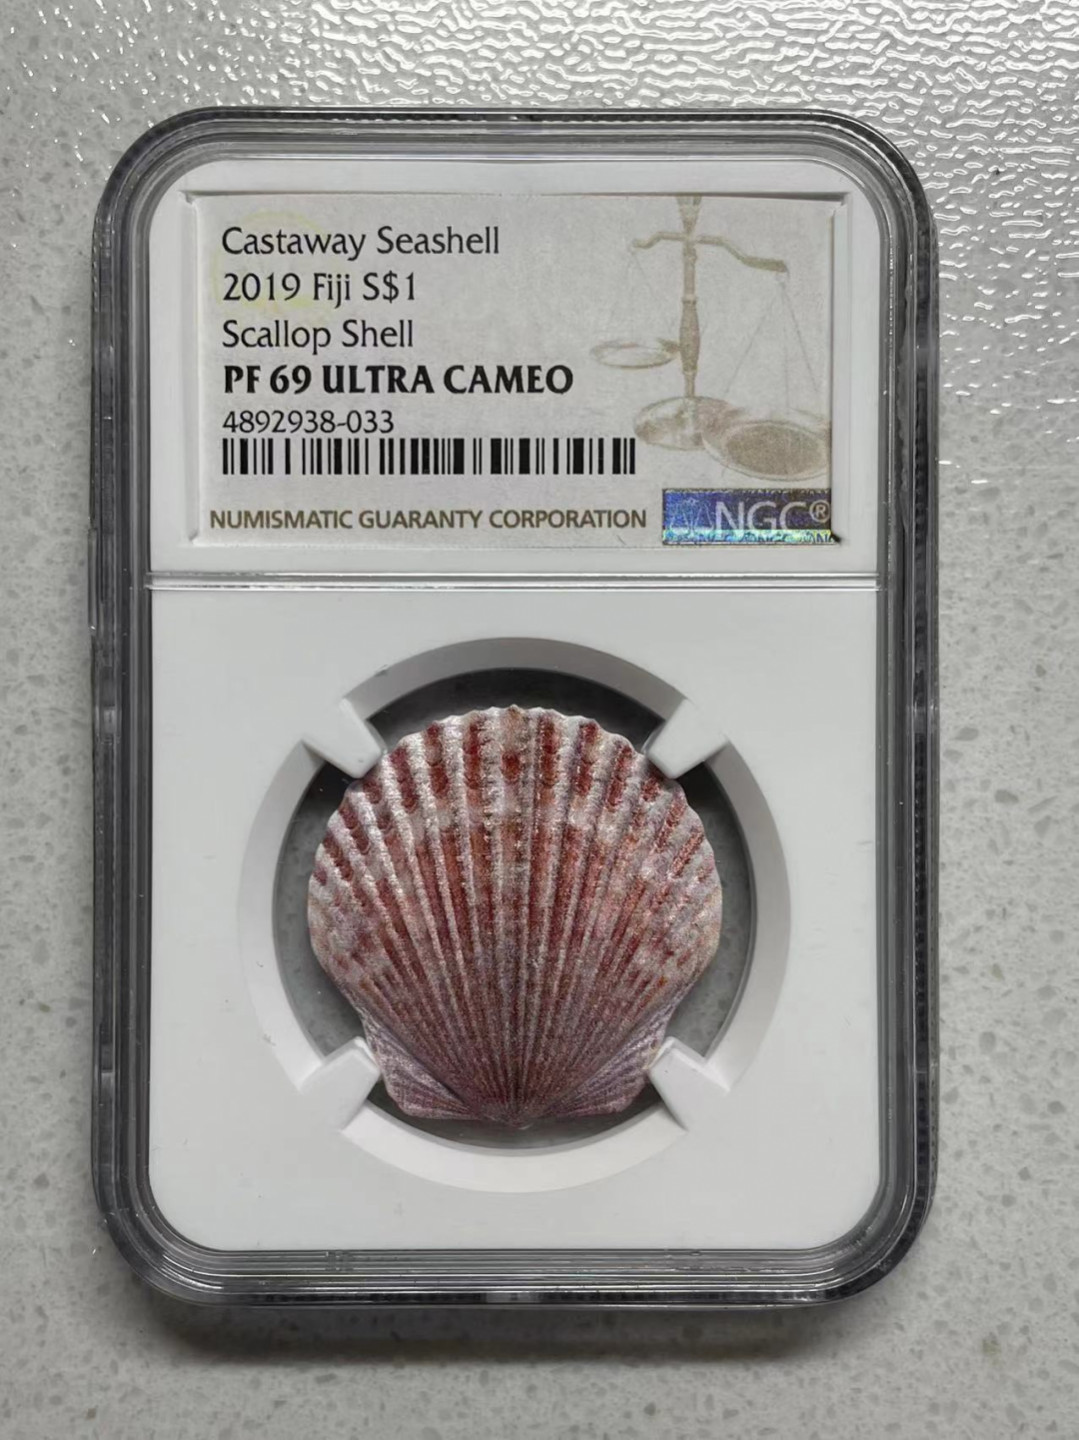 Castaway Seashell
2019 Fiji S$1
Scallop Shell
PF 69 ULTRA CAMEO
4892938-033
NUMISMATIC GUARANTY CORPORATION
NGC®